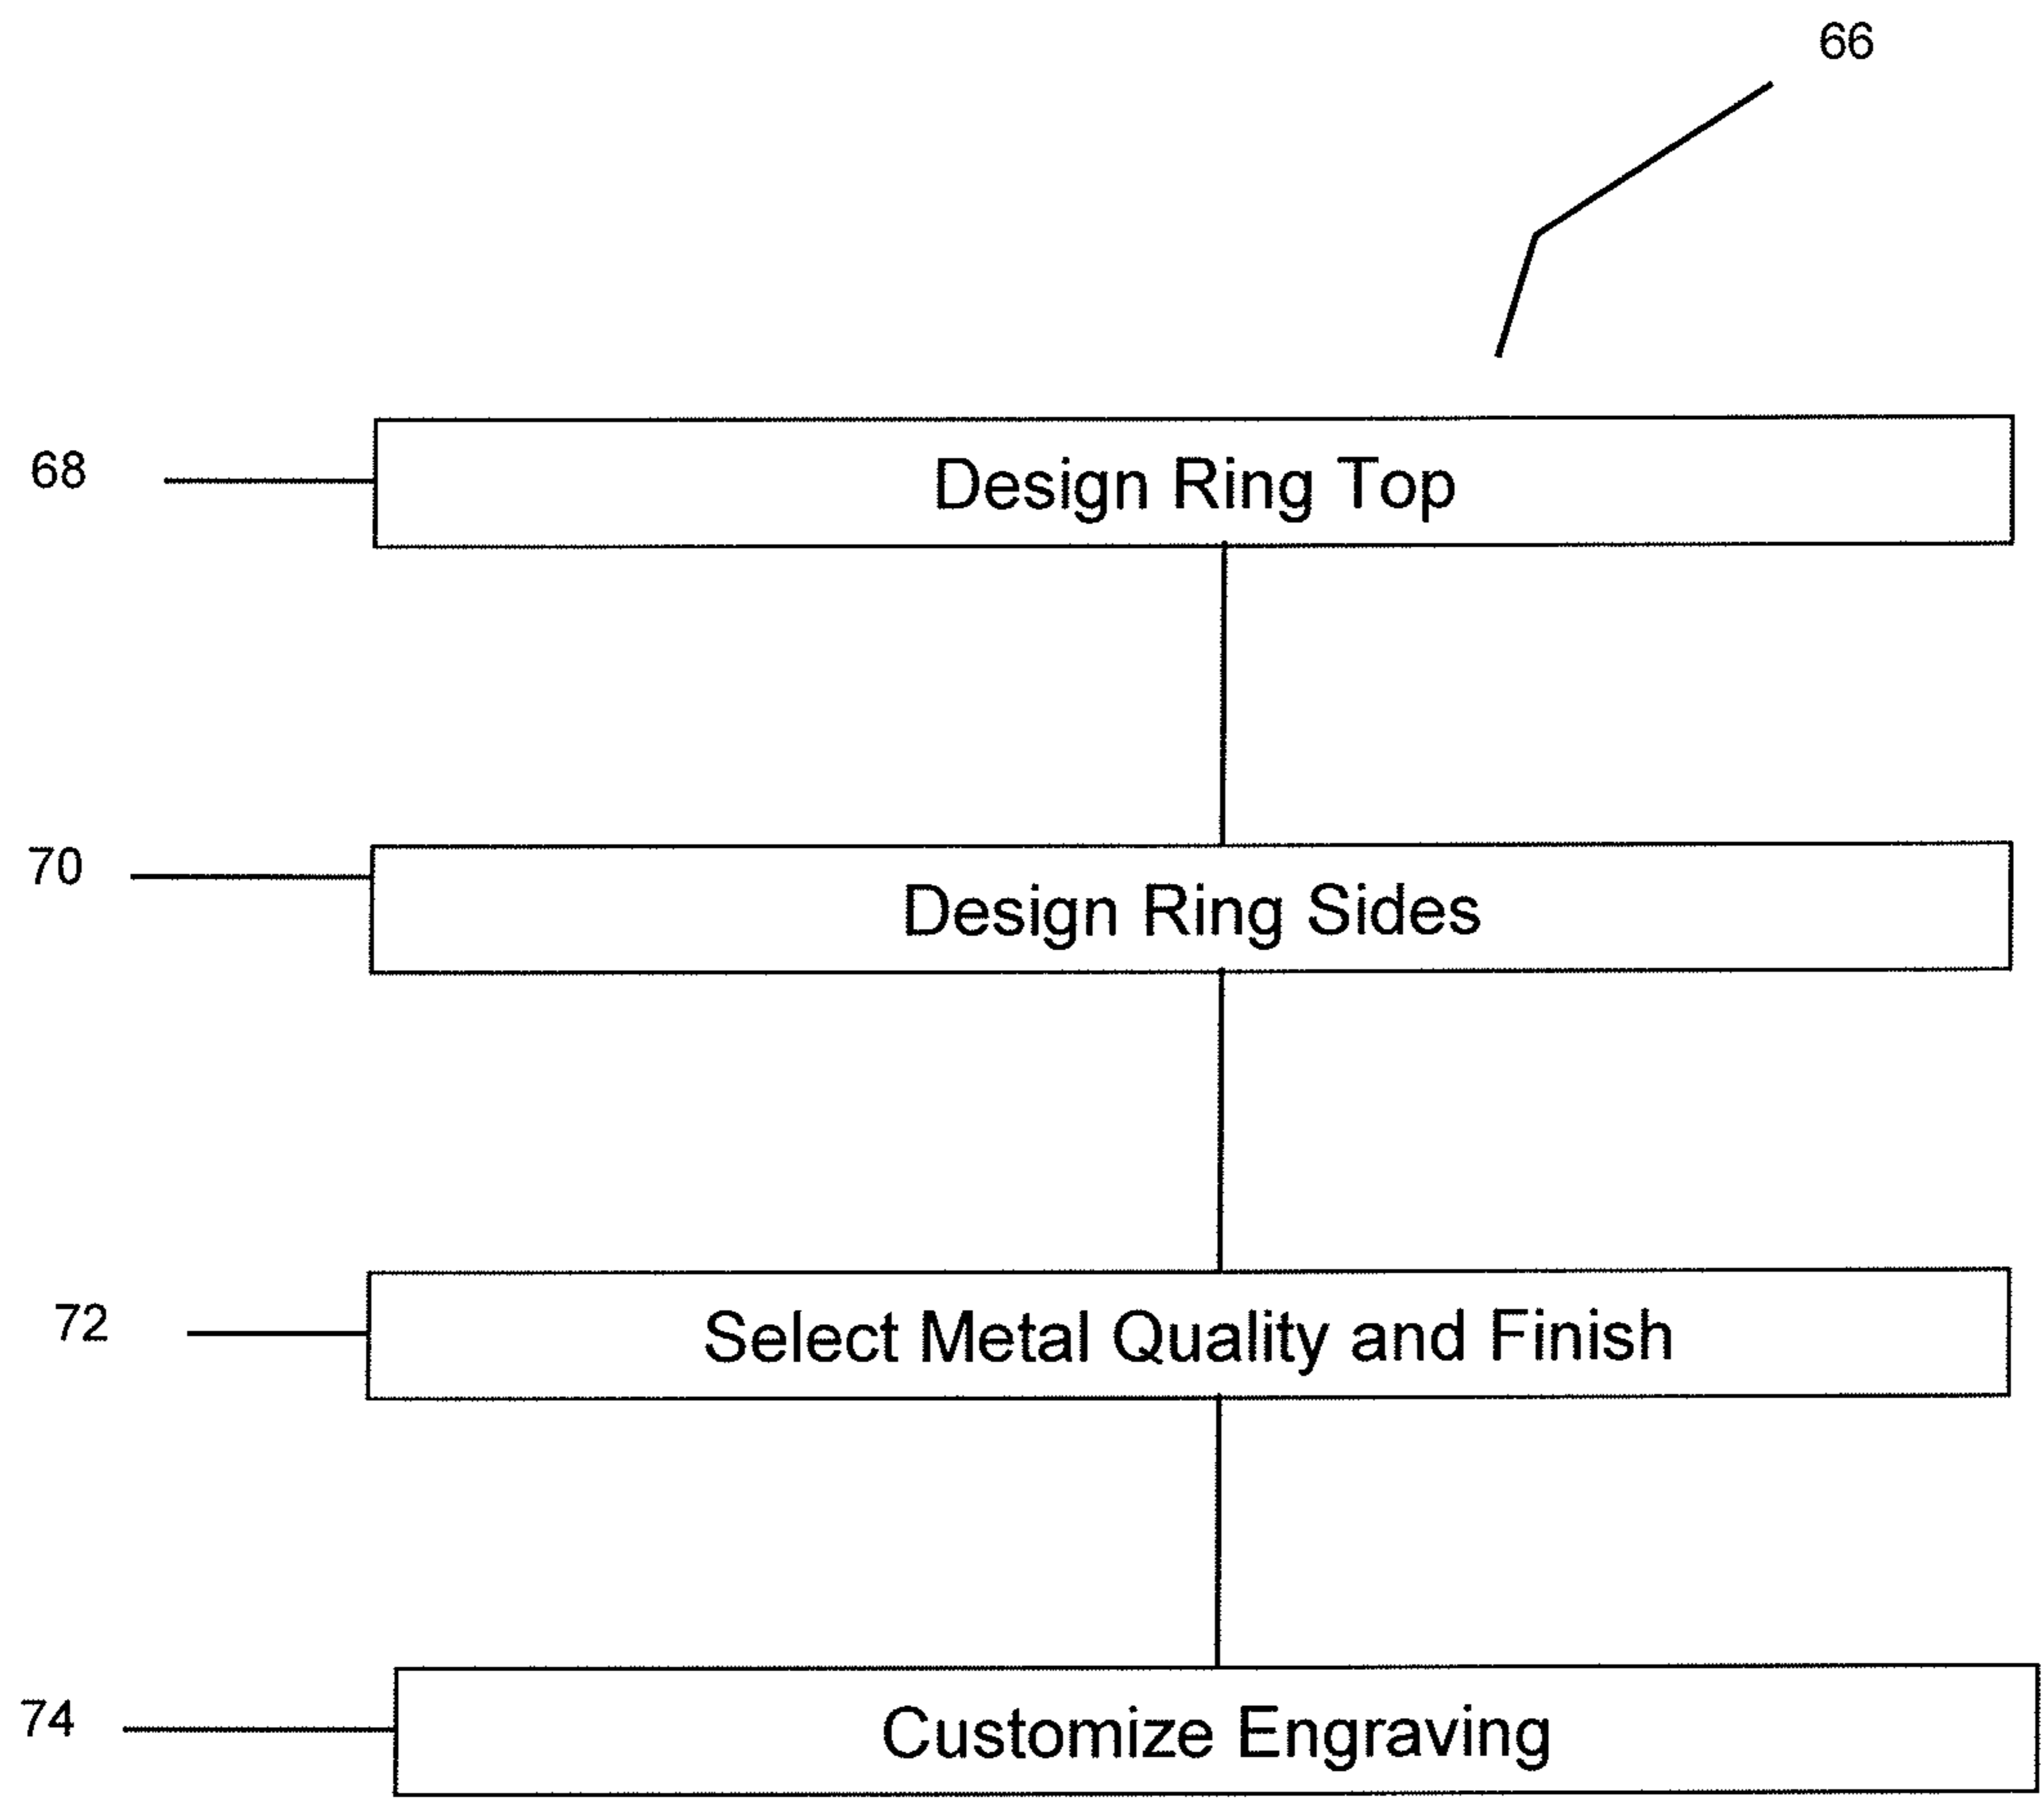 66
68
Design Ring Top
70
Design Ring Sides
72
Select Metal Quality and Finish
74
Customize Engraving